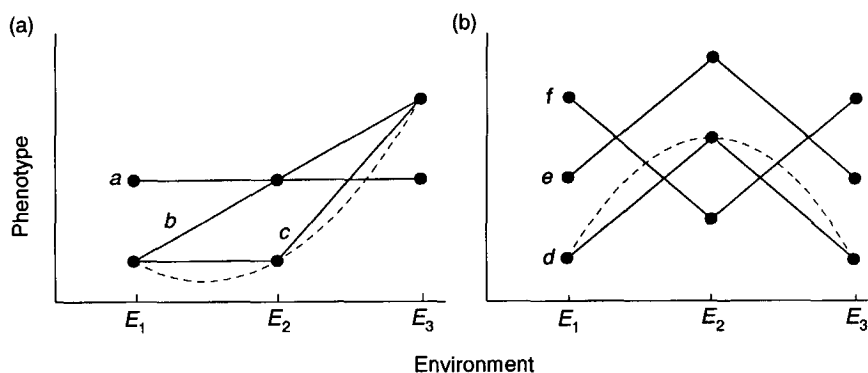 (a)
(b)
Phenotype
a
b
c
f
e
d
E1 E2 E3
E1 E2 E3
Environment